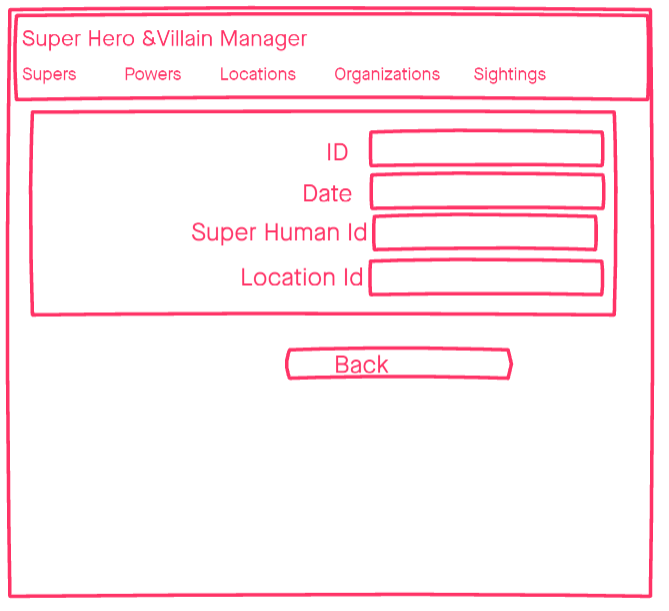 Super Hero &Villain Manager
Supers Powers Locations Organizations Sightings
ID
Date
Super Human Id
Location Id
Back